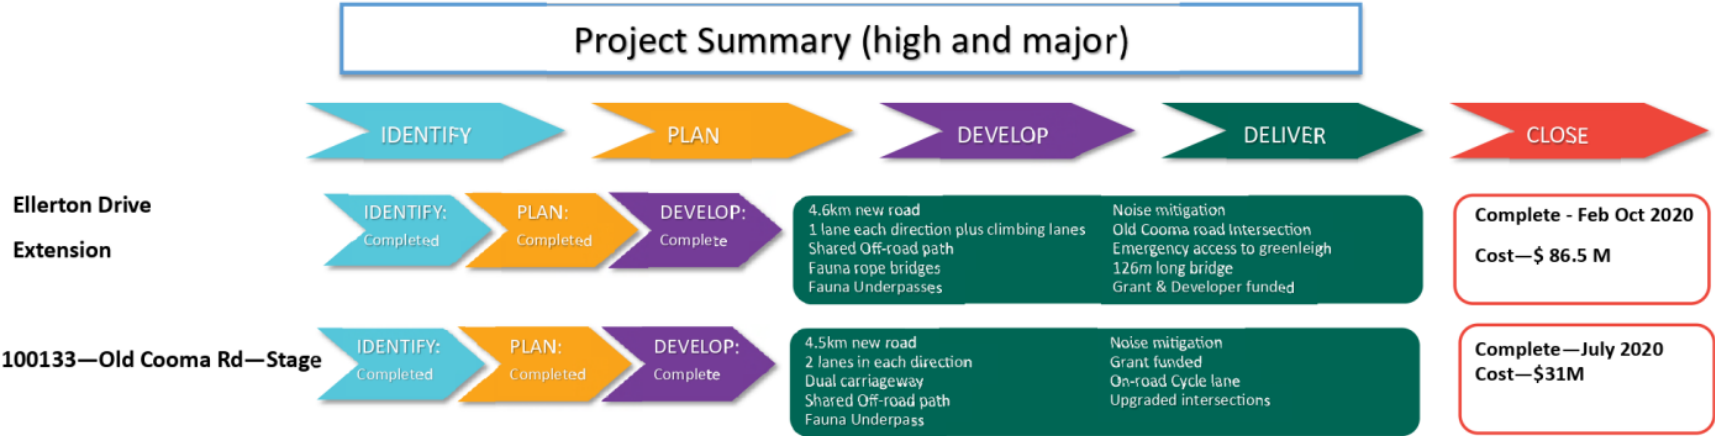 Project Summary (high and major)
IDENTIFY
PLAN
DEVELOP
DELIVER
CLOSE
Ellerton Drive
Extension
IDENTIFY:
Completed
PLAN:
Completed
DEVELOP:
Complete
4.6km new road
1 lane each direction plus climbing lanes
Shared Off-road path
Fauna rope bridges
Fauna Underpasses
Noise mitigation
Old Cooma road Intersection
Emergency access to greenleigh
126m long bridge
Grant & Developer funded
Complete - Feb Oct 2020
Cost—$ 86.5 M
100133—Old Cooma Rd—Stage
IDENTIFY:
Completed
PLAN:
Completed
DEVELOP:
Complete
4.5km new road
2 lanes in each direction
Dual carriageway
Shared Off-road path
Fauna Underpass
Noise mitigation
Grant funded
On-road Cycle lane
Upgraded intersections
Complete—July 2020
Cost—$31M